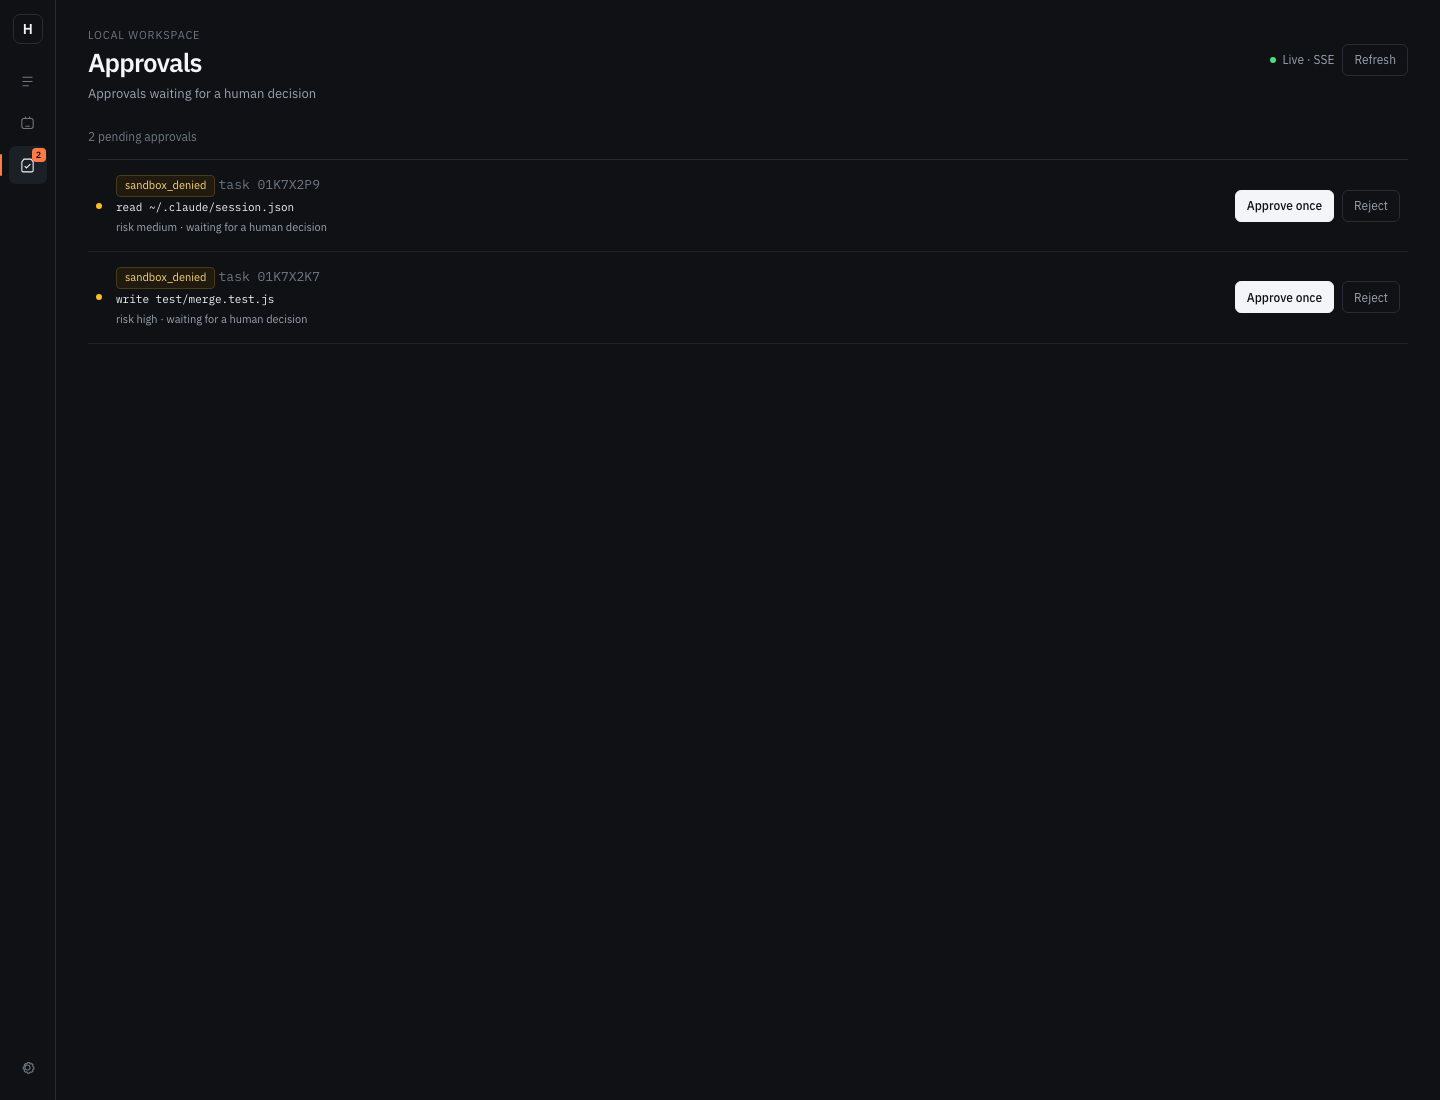 H
LOCAL WORKSPACE
Approvals
Approvals waiting for a human decision
Live · SSE
Refresh
2
2 pending approvals
sandbox_denied task 01K7X2P9
read ~/.claude/session.json
risk medium · waiting for a human decision
Approve once
Reject
sandbox_denied task 01K7X2K7
write test/merge.test.js
risk high · waiting for a human decision
Approve once
Reject